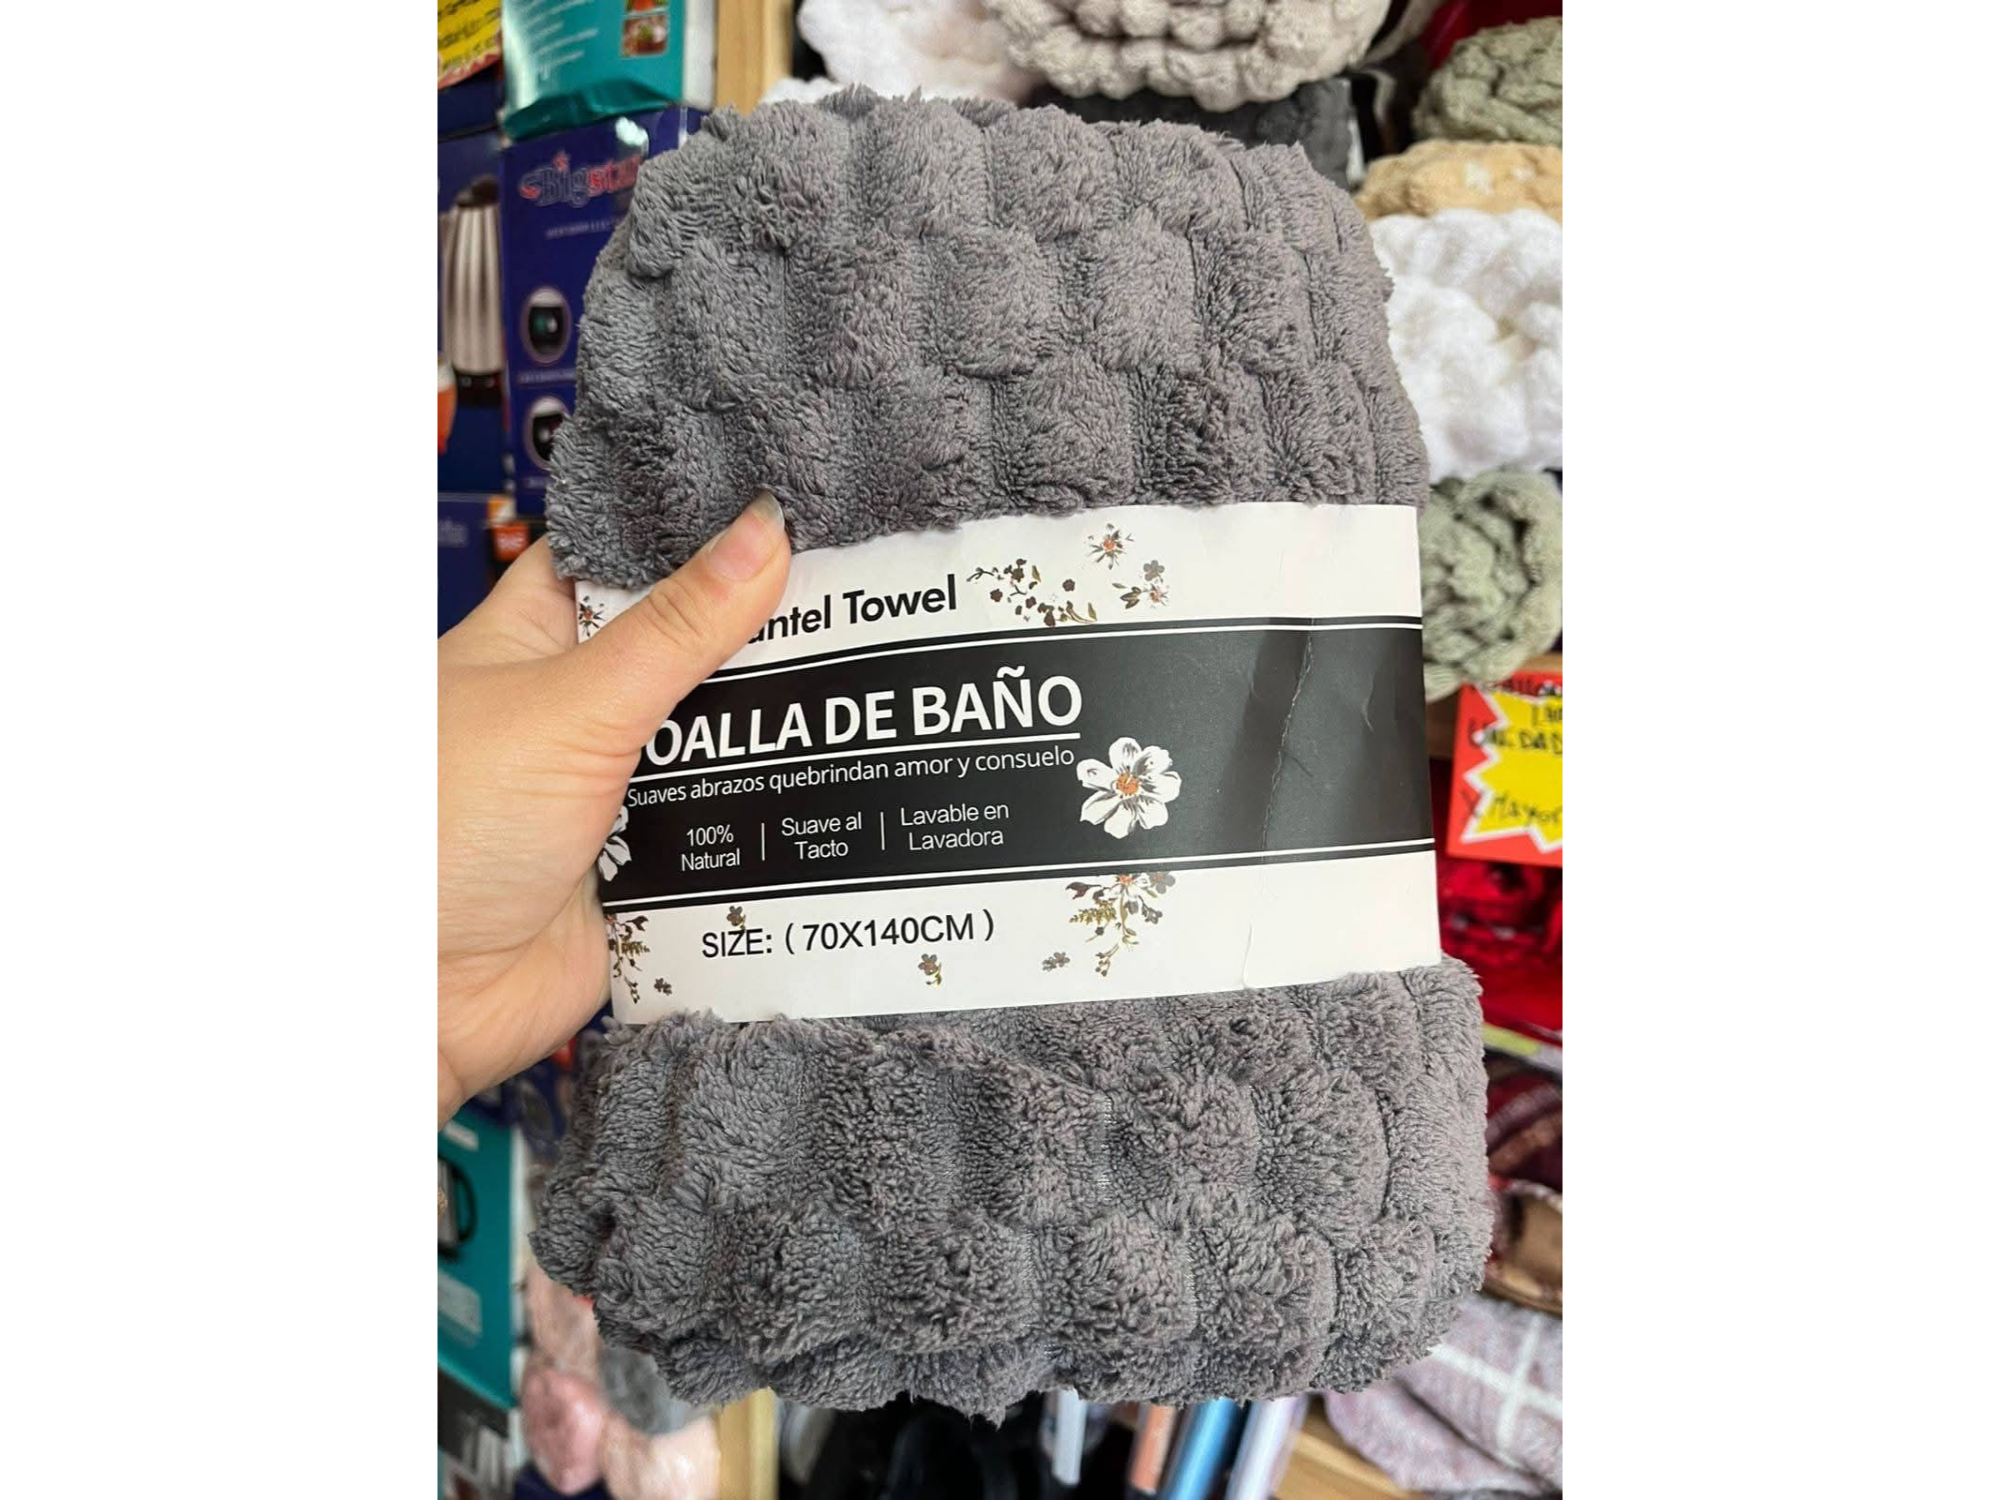 Towel
OALLA DE BAÑO
Suaves abrazos quebrindan amor y consuelo
100%
Natural
Suave al
Tacto
Lavable en
Lavadora
SIZE: ( 70X140CM )